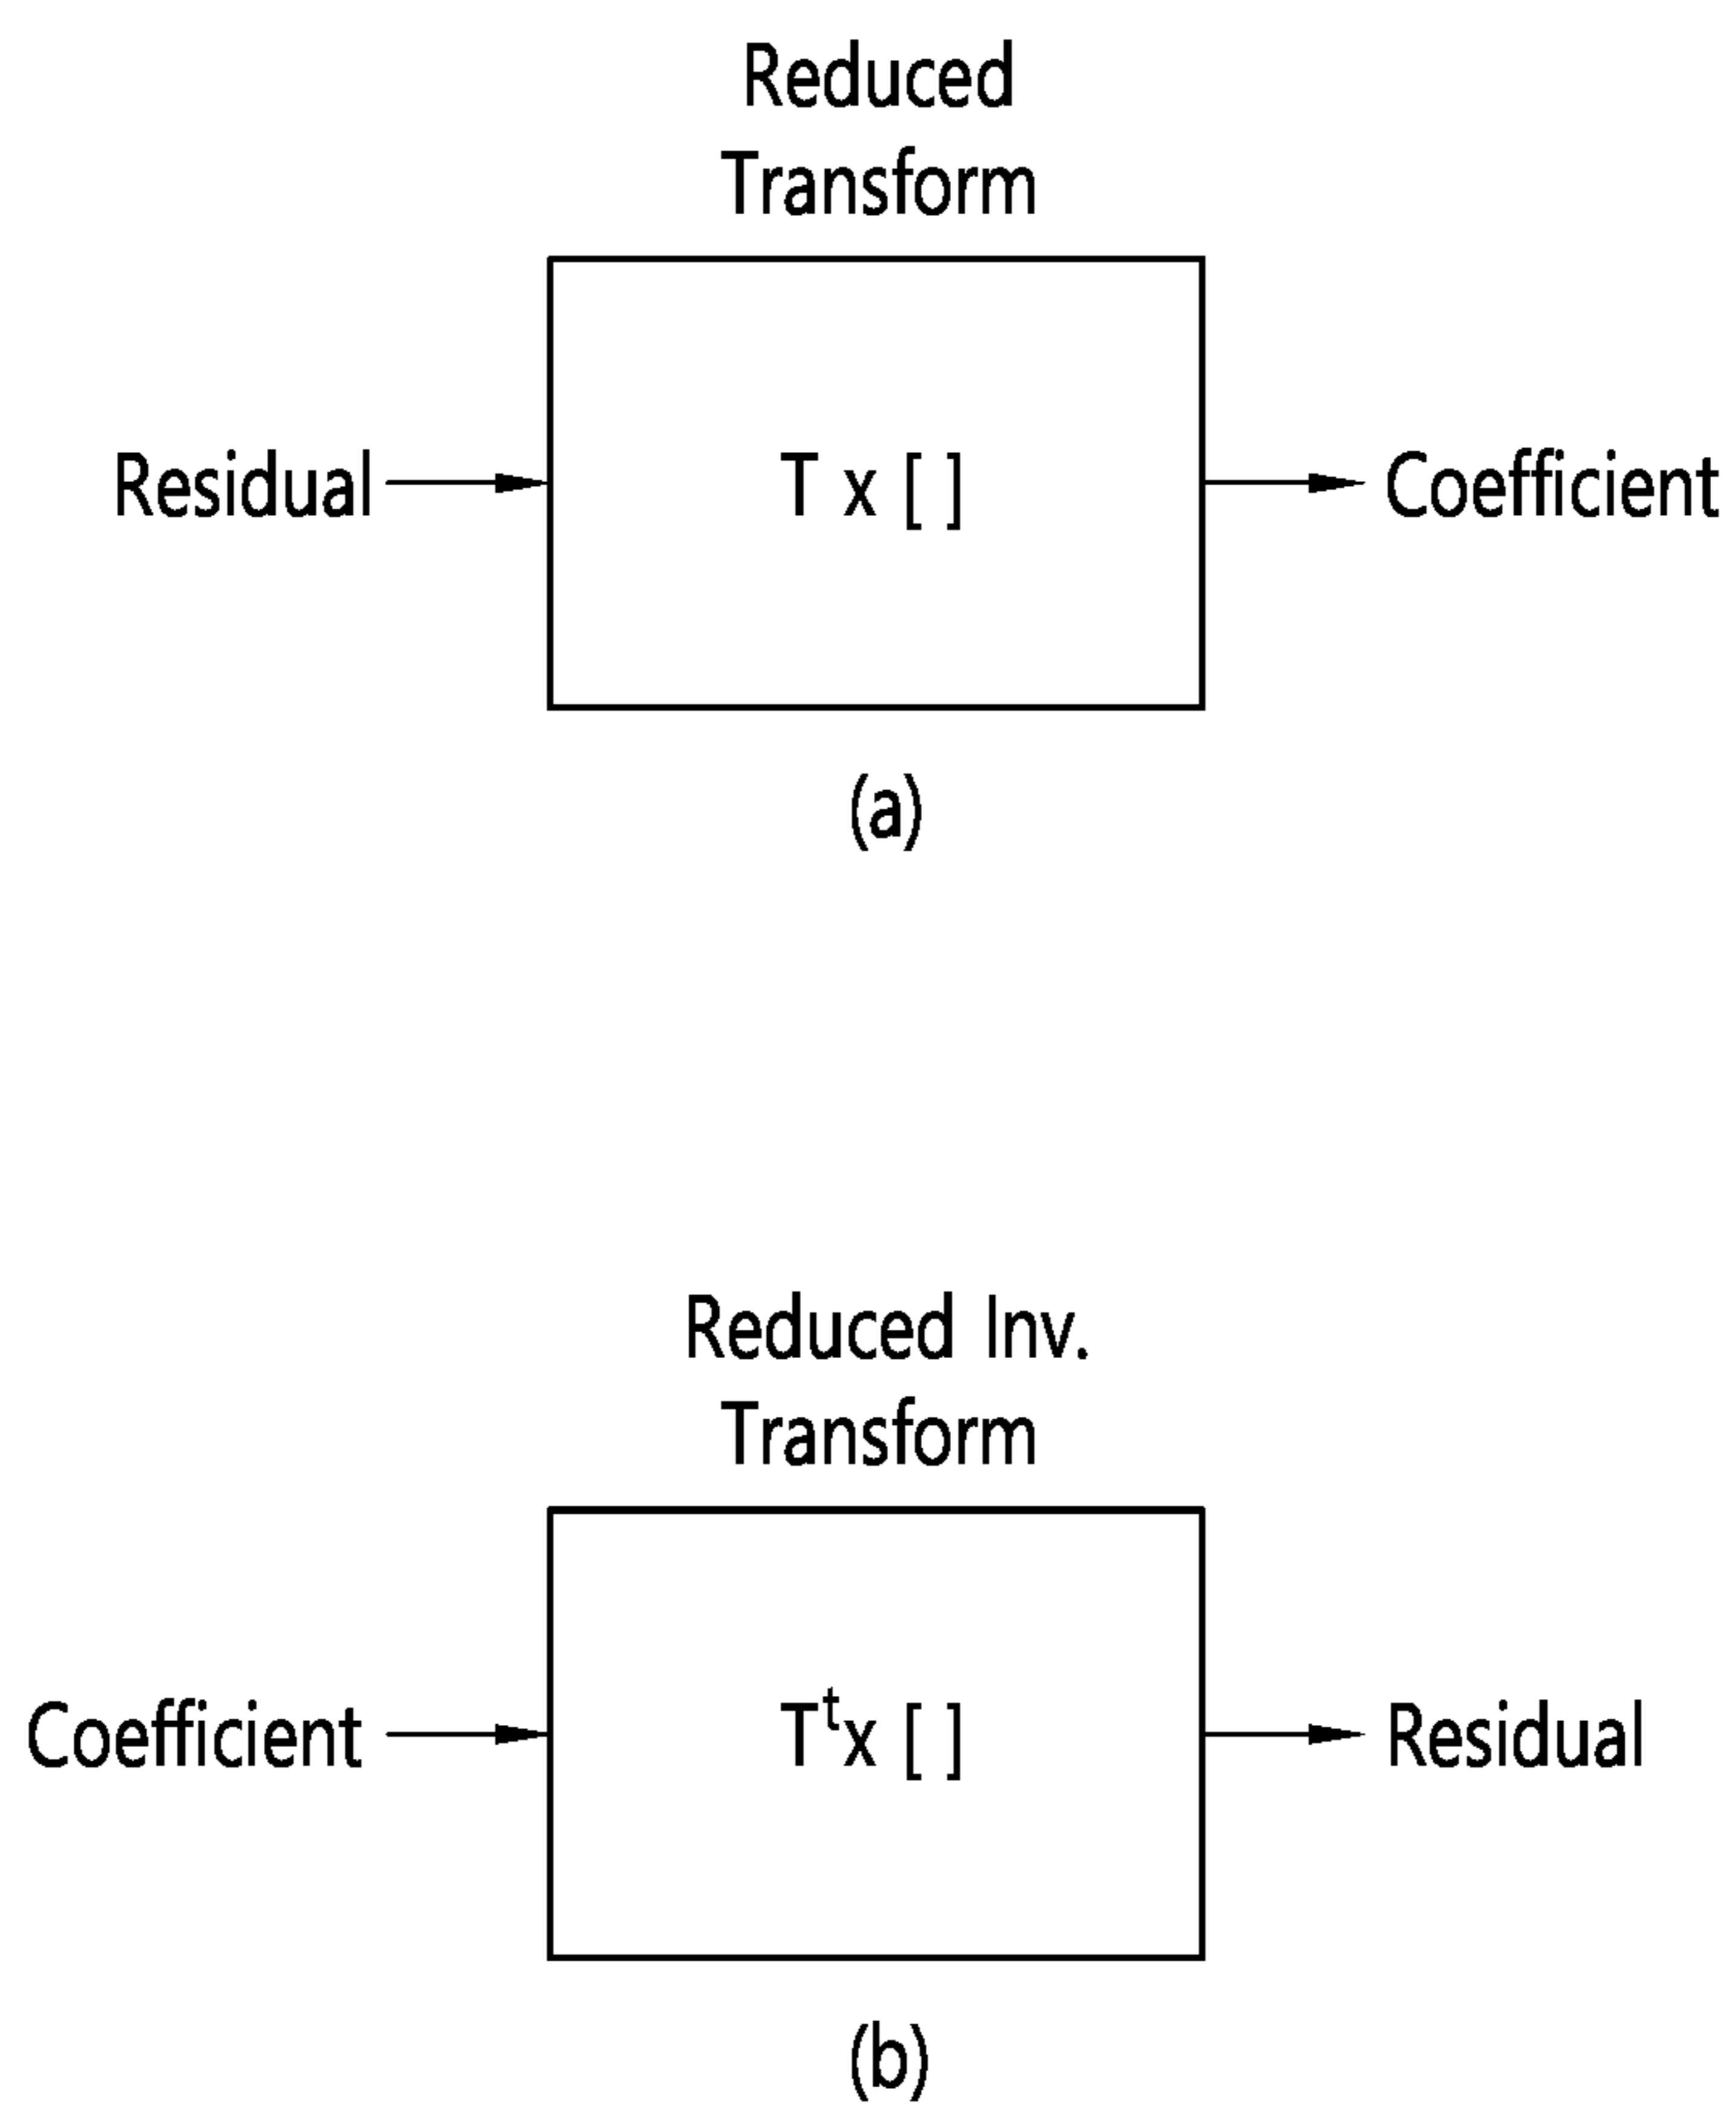 Reduced
Transform
Residual
T x [ ]
Coefficient
(a)
Reduced Inv.
Transform
Coefficient
Tᵗx [ ]
Residual
(b)